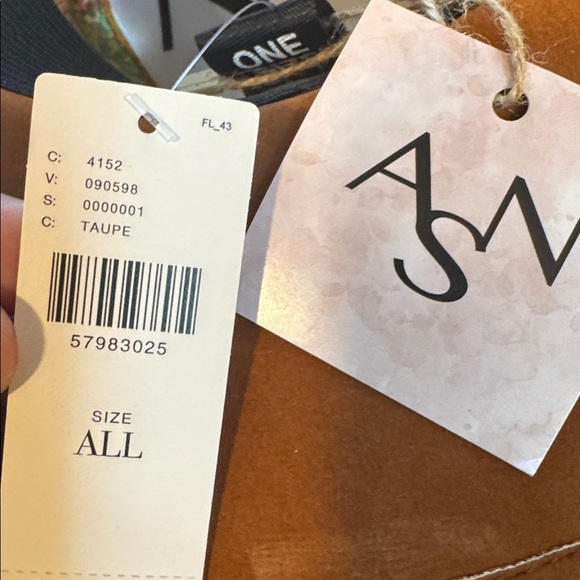 ONE
FL_43
C: 4152
V: 090598
S: 0000001
C: TAUPE
57983025
SIZE
ALL
ASW